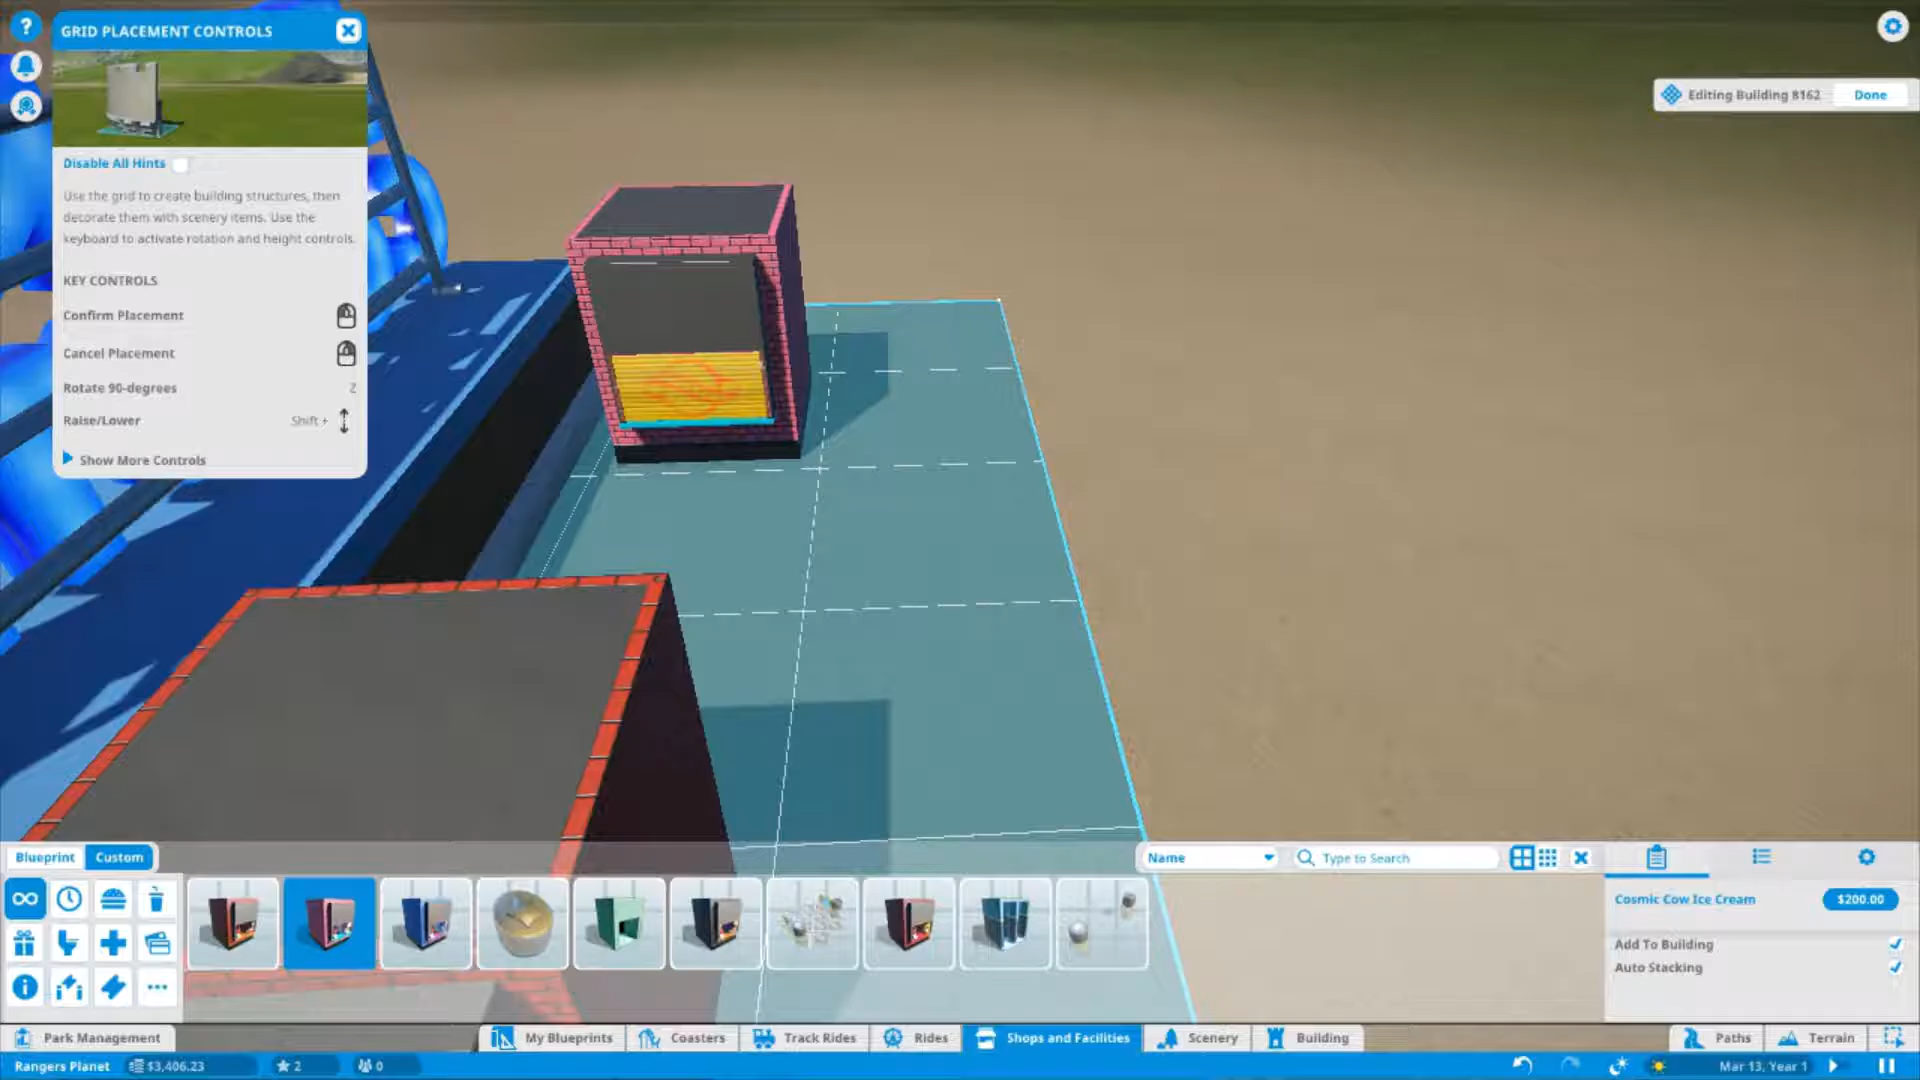 ?
GRID PLACEMENT CONTROLS
Disable All Hints
Use the grid to create building structures, then
decorate them with scenery items. Use the
keyboard to activate rotation and height controls.
KEY CONTROLS
Confirm Placement
Cancel Placement
Rotate 90-degrees Z
Raise/Lower Shift +
Show More Controls
Editing Building 8162 Done
Blueprint Custom
Name Type to Search
Cosmic Cow Ice Cream $200.00
Add To Building
Auto Stacking
Park Management My Blueprints Coasters Track Rides Rides Shops and Facilities Scenery Building Paths Terrain
Rangers Planet $3,406.23 2 0 Mar 13, Year 1